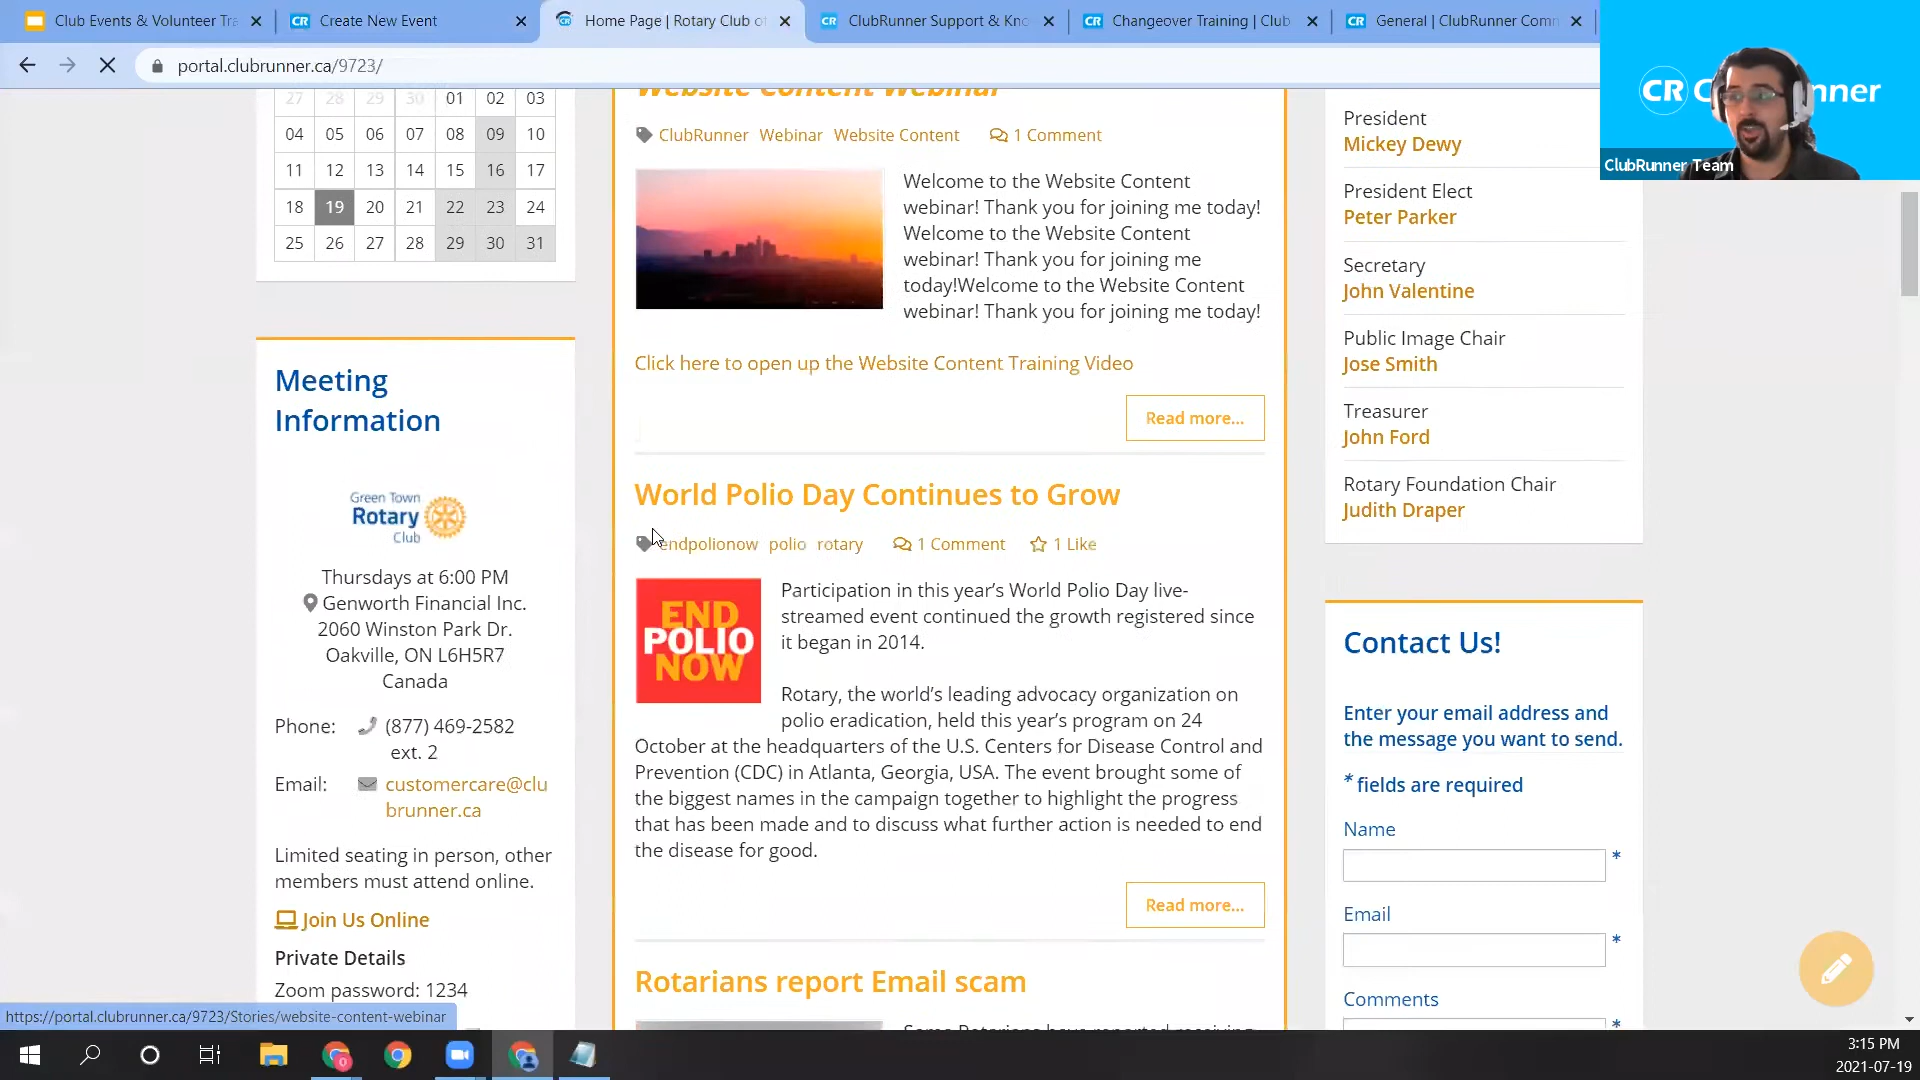 Club Events & Volunteer Tra
Create New Event
Home Page | Rotary Club of
ClubRunner Support & Kno
Changeover Training | Club
General | ClubRunner Comm
portal.clubrunner.ca/9723/
27 28 29 30 01 02 03
04 05 06 07 08 09 10
11 12 13 14 15 16 17
18 19 20 21 22 23 24
25 26 27 28 29 30 31
Meeting
Information
Green Town
Rotary
Club
Thursdays at 6:00 PM
Genworth Financial Inc.
2060 Winston Park Dr.
Oakville, ON L6H5R7
Canada
Phone: (877) 469-2582
ext. 2
Email: customercare@clu
brunner.ca
Limited seating in person, other
members must attend online.
Join Us Online
Private Details
Zoom password: 1234
https://portal.clubrunner.ca/9723/Stories/website-content-webinar
Website Content Webinar
ClubRunner Webinar Website Content 1 Comment
Welcome to the Website Content
webinar! Thank you for joining me today!
Welcome to the Website Content
webinar! Thank you for joining me
today!Welcome to the Website Content
webinar! Thank you for joining me today!
Click here to open up the Website Content Training Video
Read more...
World Polio Day Continues to Grow
endpolionow polio rotary 1 Comment 1 Like
END
POLIO
NOW
Participation in this year's World Polio Day live-
streamed event continued the growth registered since
it began in 2014.
Rotary, the world's leading advocacy organization on
polio eradication, held this year's program on 24
October at the headquarters of the U.S. Centers for Disease Control and
Prevention (CDC) in Atlanta, Georgia, USA. The event brought some of
the biggest names in the campaign together to highlight the progress
that has been made and to discuss what further action is needed to end
the disease for good.
Read more...
Rotarians report Email scam
Some Rotarians have reported receiving
President
Mickey Dewy
President Elect
Peter Parker
Secretary
John Valentine
Public Image Chair
Jose Smith
Treasurer
John Ford
Rotary Foundation Chair
Judith Draper
Contact Us!
Enter your email address and
the message you want to send.
* fields are required
Name
*
Email
*
Comments
*
CR C nner
ClubRunner Team
3:15 PM
2021-07-19